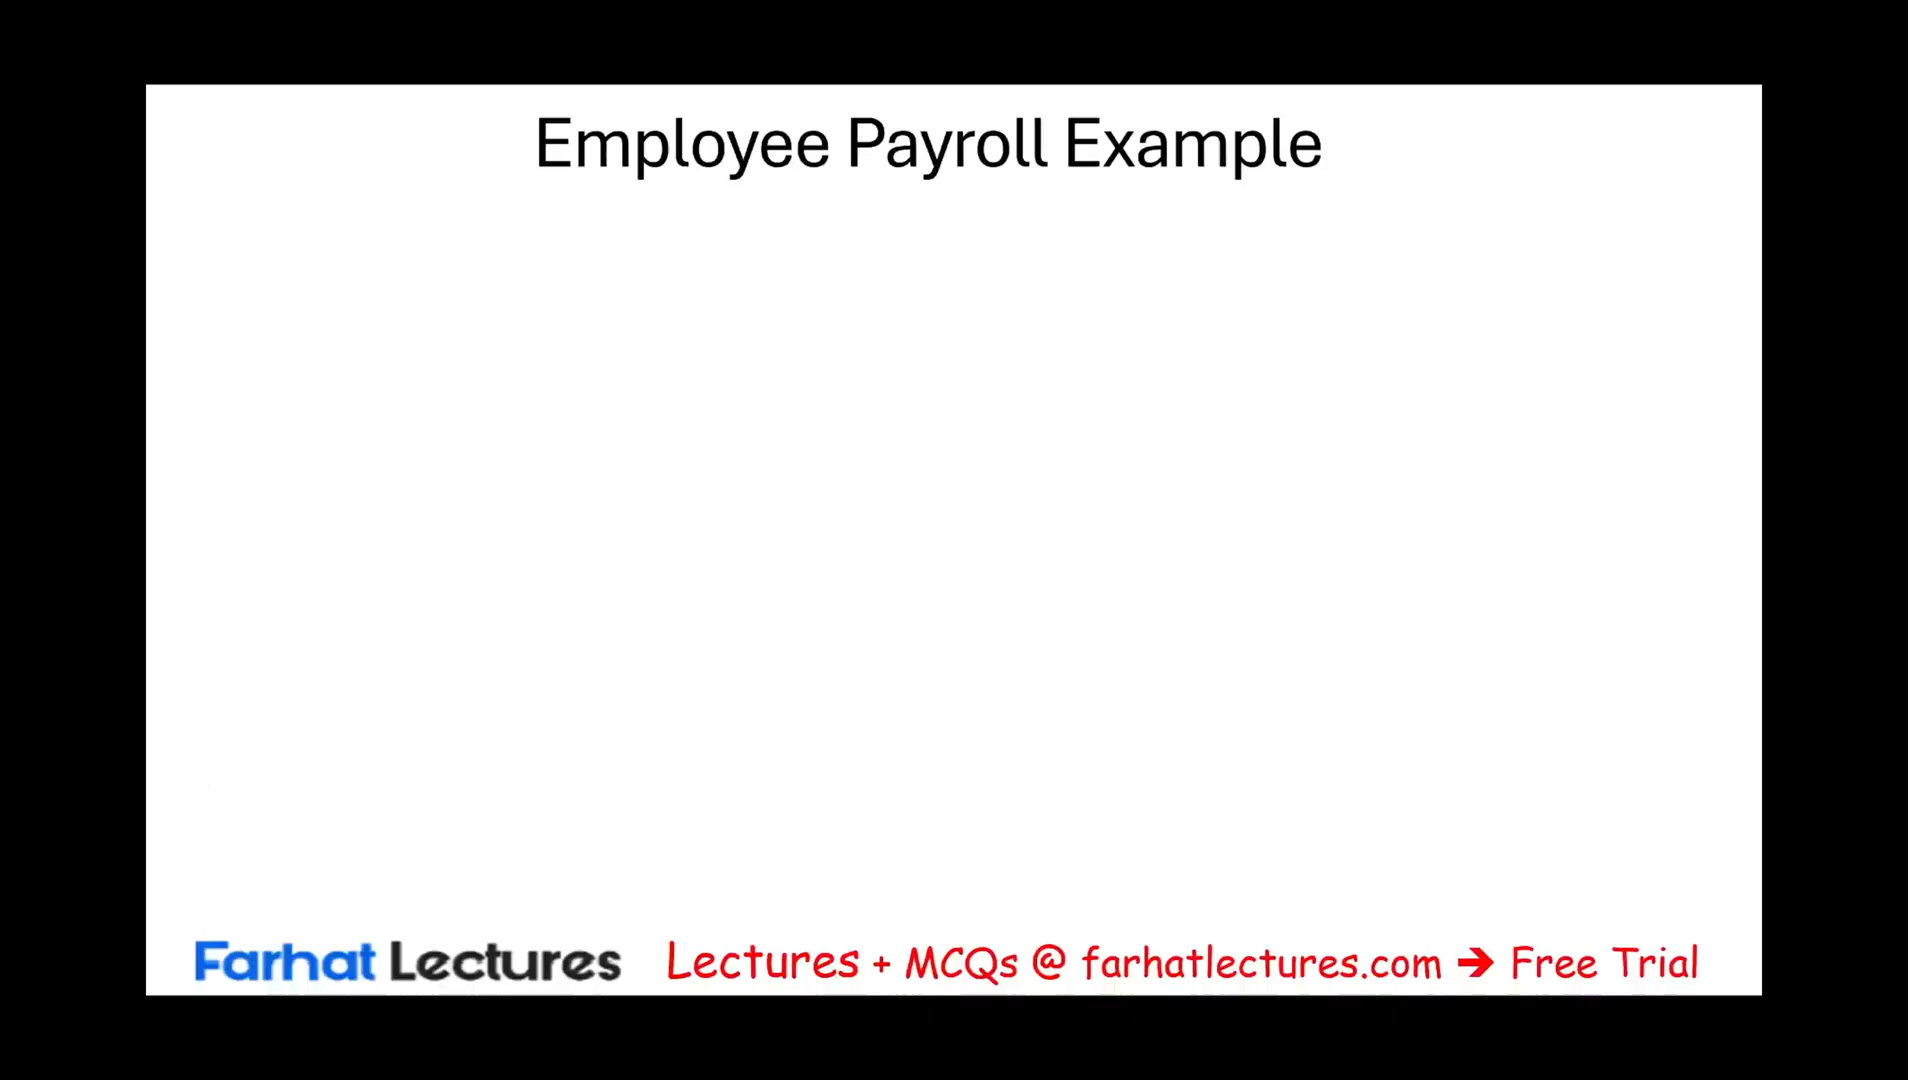 Employee Payroll Example
Farhat Lectures Lectures + MCQs @ farhatlectures.com ➔ Free Trial